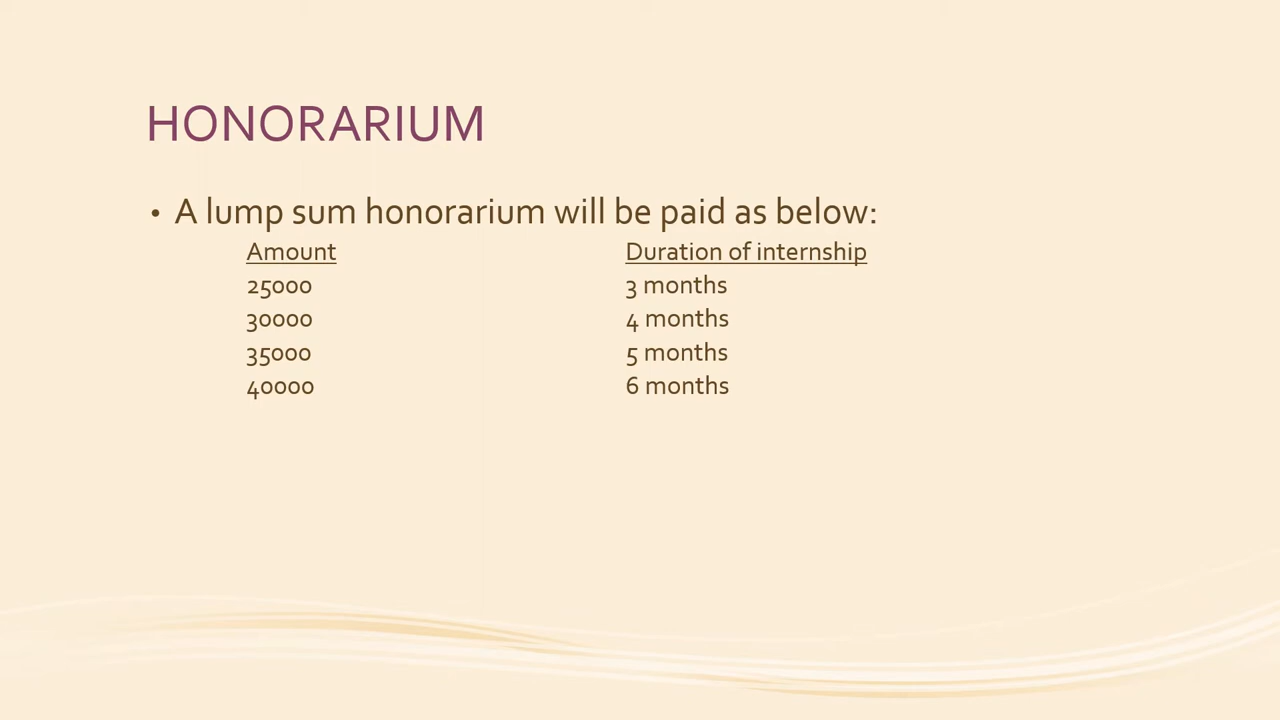 HONORARIUM
• A lump sum honorarium will be paid as below:
Amount Duration of internship
25000 3 months
30000 4 months
35000 5 months
40000 6 months